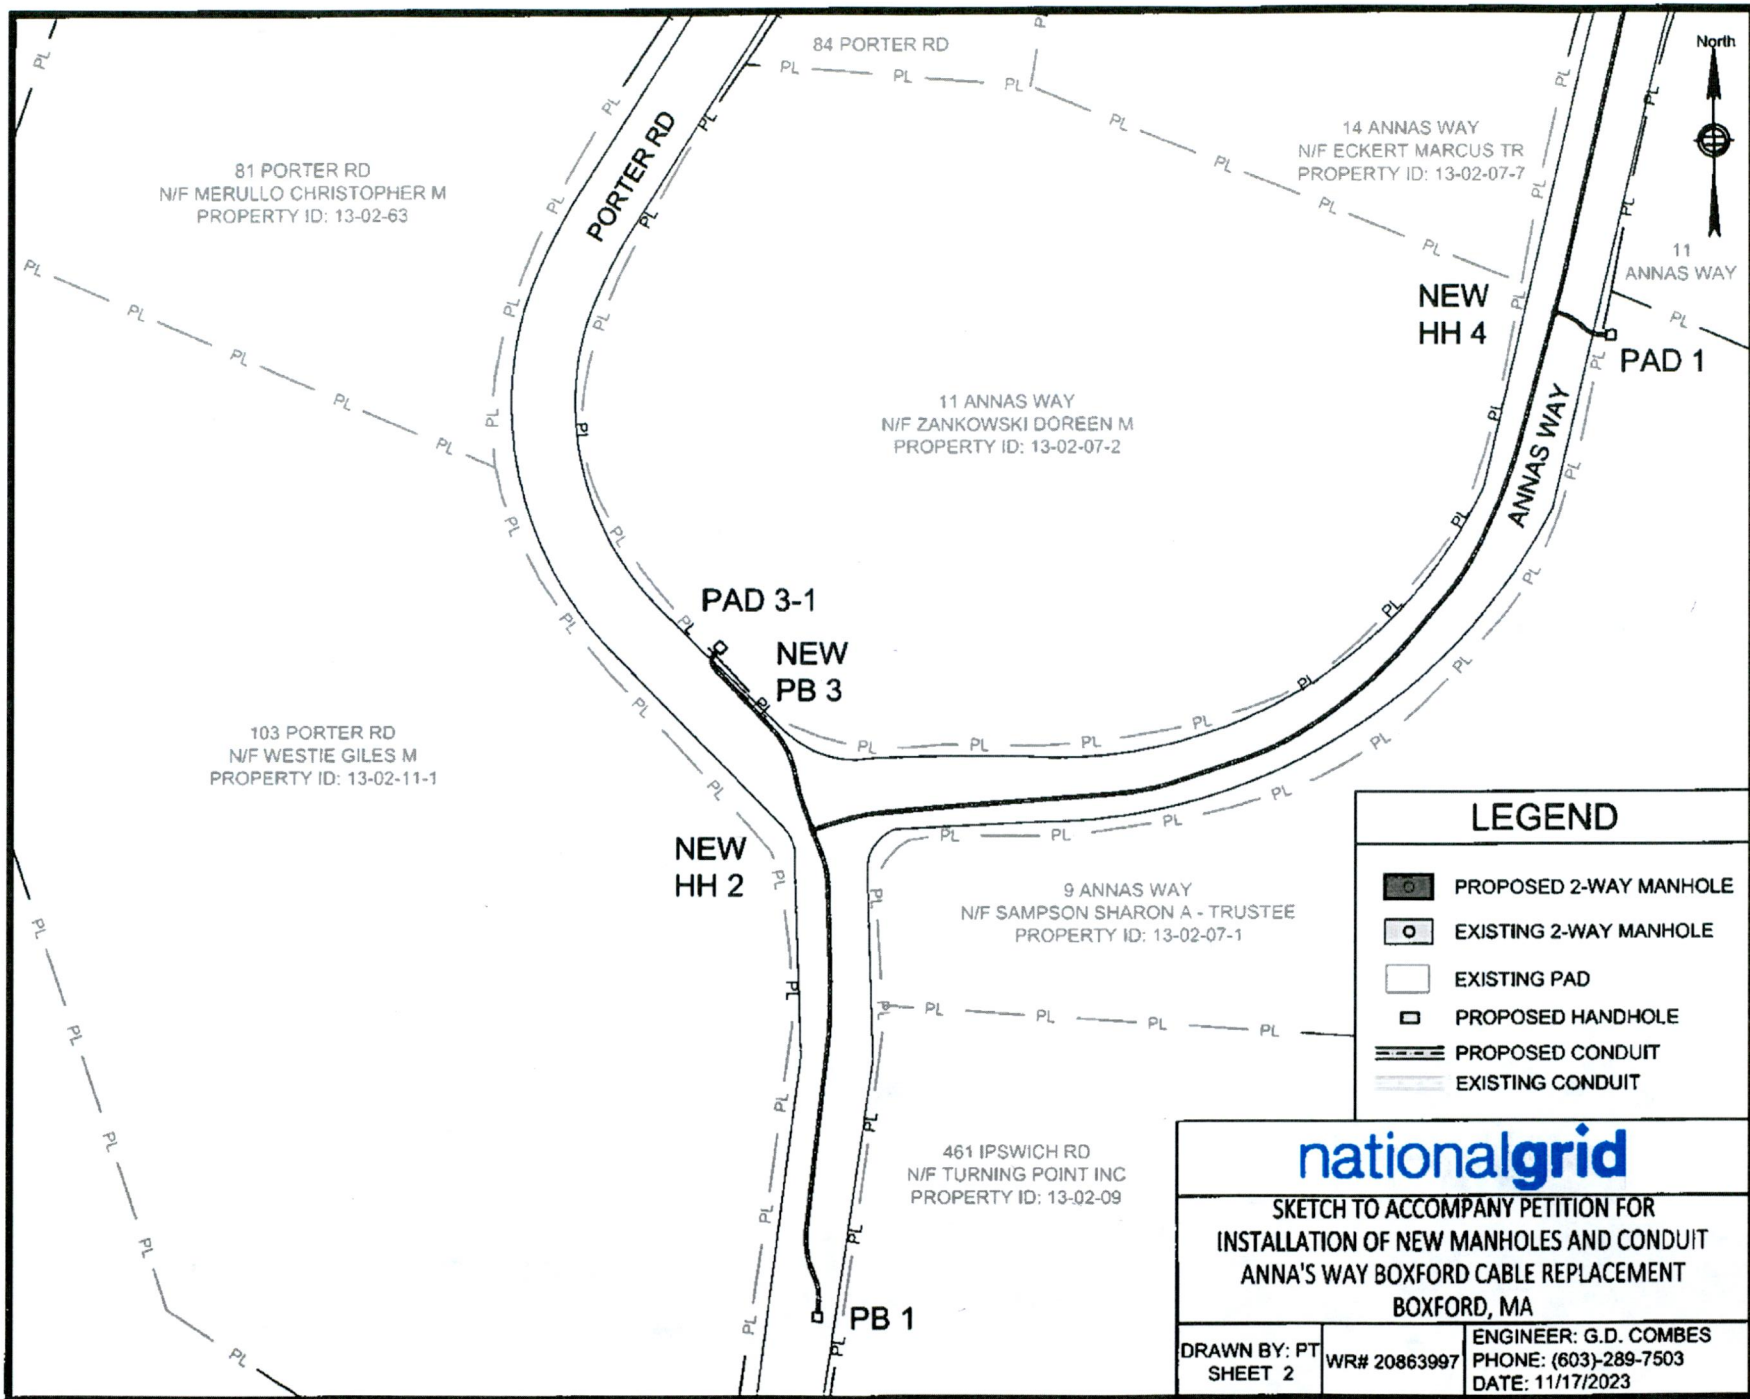 84 PORTER RD
North
81 PORTER RD
N/F MERULLO CHRISTOPHER M
PROPERTY ID: 13-02-63
PORTER RD
14 ANNAS WAY
N/F ECKERT MARCUS TR
PROPERTY ID: 13-02-07-7
11
ANNAS WAY
NEW
HH 4
PAD 1
11 ANNAS WAY
N/F ZANKOWSKI DOREEN M
PROPERTY ID: 13-02-07-2
ANNAS WAY
PAD 3-1
NEW
PB 3
103 PORTER RD
N/F WESTIE GILES M
PROPERTY ID: 13-02-11-1
NEW
HH 2
9 ANNAS WAY
N/F SAMPSON SHARON A - TRUSTEE
PROPERTY ID: 13-02-07-1
461 IPSWICH RD
N/F TURNING POINT INC
PROPERTY ID: 13-02-09
PB 1
PL
LEGEND
PROPOSED 2-WAY MANHOLE
EXISTING 2-WAY MANHOLE
EXISTING PAD
PROPOSED HANDHOLE
PROPOSED CONDUIT
EXISTING CONDUIT
nationalgrid
SKETCH TO ACCOMPANY PETITION FOR
INSTALLATION OF NEW MANHOLES AND CONDUIT
ANNA'S WAY BOXFORD CABLE REPLACEMENT
BOXFORD, MA
DRAWN BY: PT
SHEET 2
WR# 20863997
ENGINEER: G.D. COMBES
PHONE: (603)-289-7503
DATE: 11/17/2023